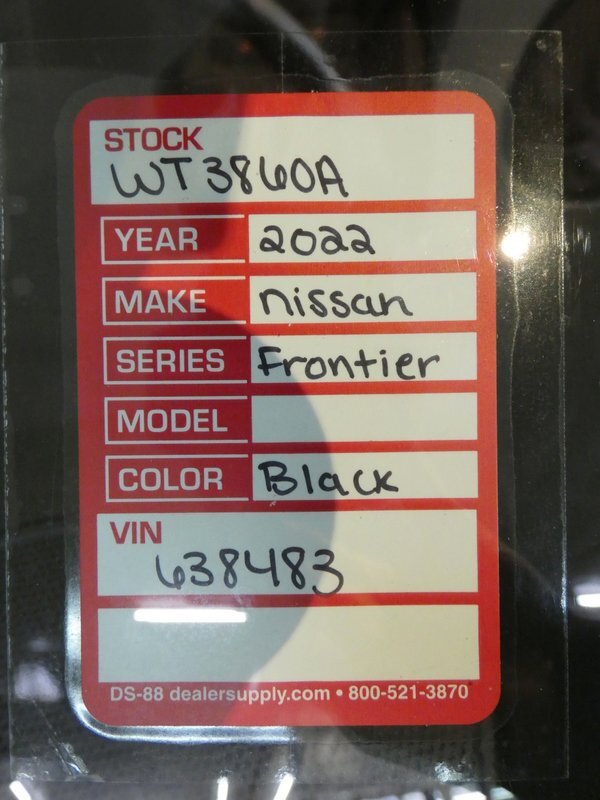 STOCK
WT3860A
YEAR 2022
MAKE nissan
SERIES Frontier
MODEL
COLOR Black
VIN
638483
DS-88 dealersupply.com • 800-521-3870